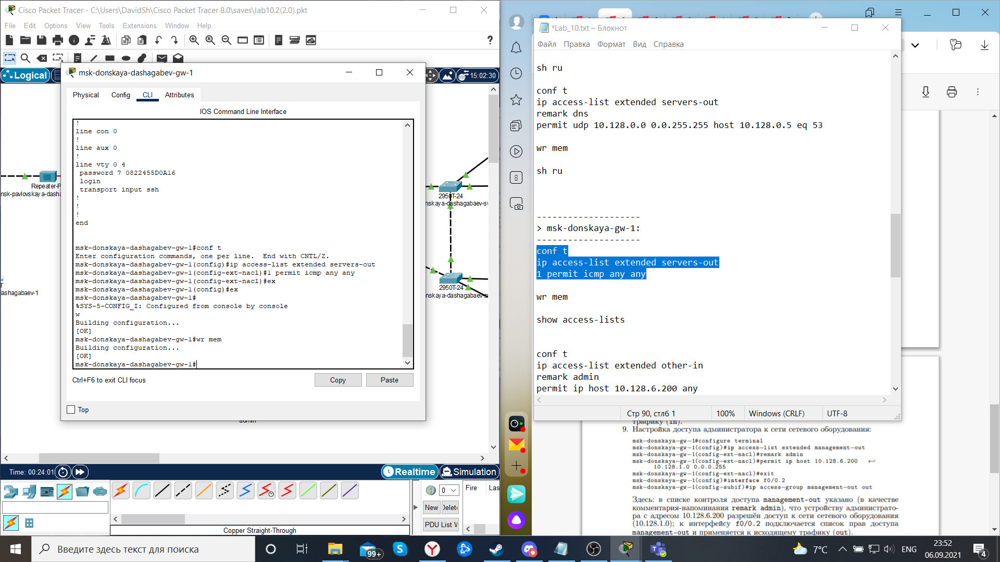 Cisco Packet Tracer - C:\Users\DavidSh\Cisco Packet Tracer 8.0\saves\lab10.2(2.0).pkt
File Edit Options View Tools Extensions Window Help
Logical
15:02:30
msk-donskaya-dashagabev-gw-1
Physical Config CLI Attributes
IOS Command Line Interface
!
line con 0
!
line aux 0
!
line vty 0 4
password 7 0822455D0A16
login
transport input ssh
!
!
!
end
msk-donskaya-dashagabev-gw-1#conf t
Enter configuration commands, one per line. End with CNTL/Z.
msk-donskaya-dashagabev-gw-1(config)#ip access-list extended servers-out
msk-donskaya-dashagabev-gw-1(config-ext-nacl)#1 permit icmp any any
msk-donskaya-dashagabev-gw-1(config-ext-nacl)#ex
msk-donskaya-dashagabev-gw-1(config)#ex
msk-donskaya-dashagabev-gw-1#
%SYS-5-CONFIG_I: Configured from console by console
w
Building configuration...
[OK]
msk-donskaya-dashagabev-gw-1#wr mem
Building configuration...
[OK]
msk-donskaya-dashagabev-gw-1#
Ctrl+F6 to exit CLI focus
Copy
Paste
Top
Repeater-P
nsk-pavlovskaya-dasha
ashagabaev-1
2950T-24
nskaya-dashagabaev-sw
2950T-24
nskaya-dashagabaev-s
admin
Time: 00:24:01
Realtime
Simulation
0
Fire Las
New
Delete
PDU List W
Copper Straight-Through
*Lab_10.txt – Блокнот
Файл Правка Формат Вид Справка
sh ru
conf t
ip access-list extended servers-out
remark dns
permit udp 10.128.0.0 0.0.255.255 host 10.128.0.5 eq 53
wr mem
sh ru
--------------------
> msk-donskaya-gw-1:
--------------------
conf t
ip access-list extended servers-out
1 permit icmp any any
wr mem
show access-lists
conf t
ip access-list extended other-in
remark admin
permit ip host 10.128.6.200 any
Стр 90, стлб 1
100%
Windows (CRLF)
UTF-8
8
трафику (in).
9. Настройка доступа администратора к сети сетевого оборудования:
msk-donskaya-gw-1#configure terminal
msk-donskaya-gw-1(config)#ip access-list extended management-out
msk-donskaya-gw-1(config-ext-nacl)#remark admin
msk-donskaya-gw-1(config-ext-nacl)#permit ip host 10.128.6.200 ↩
10.128.1.0 0.0.0.255
msk-donskaya-gw-1(config-ext-nacl)#exit
msk-donskaya-gw-1(config)#interface f0/0.2
msk-donskaya-gw-1(config-subif)#ip access-group management-out out
Здесь: в списке контроля доступа management-out указано (в качестве
комментария-напоминания remark admin), что устройству администрато-
ра с адресом 10.128.6.200 разрешён доступ к сети сетевого оборудования
(10.128.1.0); к интерфейсу f0/0.2 подключается список прав доступа
management-out и применяется к исходящему трафику (out).
Введите здесь текст для поиска
99+
7°C
ENG
23:52
06.09.2021
4